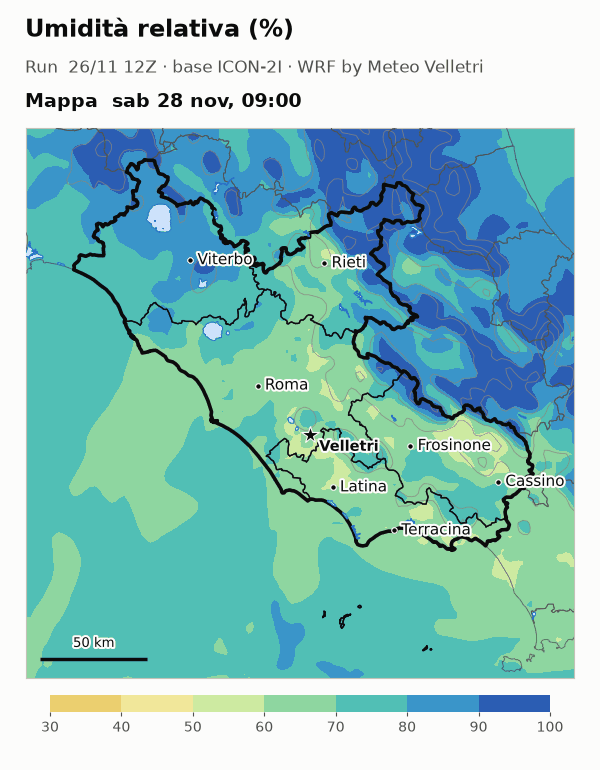 Umidità relativa (%)
Run  26/11 12Z · base ICON-2I · WRF by Meteo Velletri
Mappa  sab 28 nov, 09:00
Viterbo
Rieti
Roma
Velletri
Frosinone
Cassino
Latina
Terracina
50 km
30 40 50 60 70 80 90 100